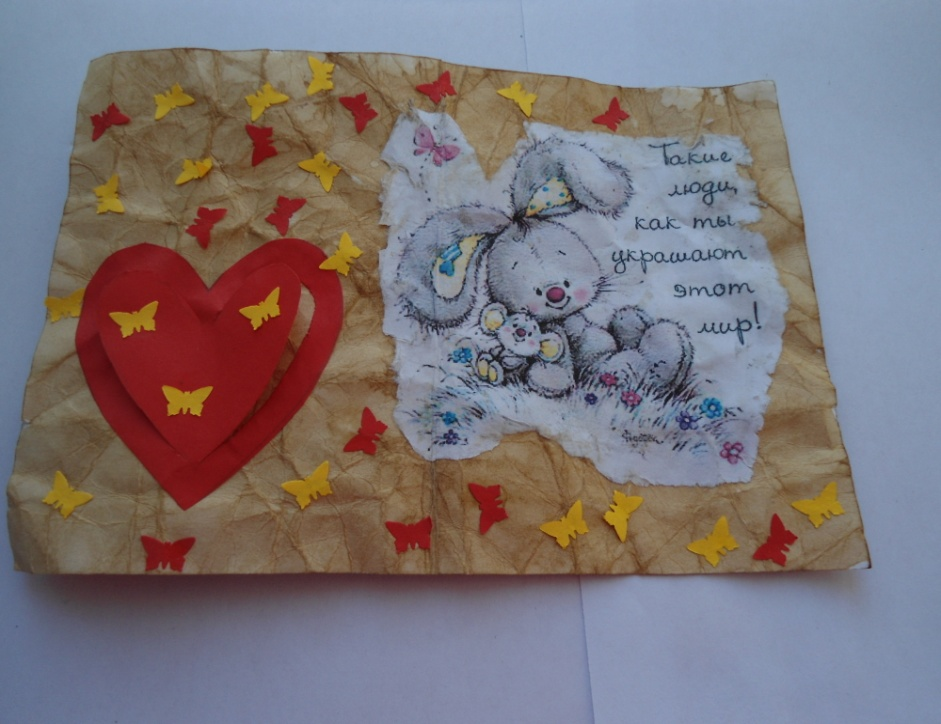 Такие
люди,
как ты
украшают
этот
мир!